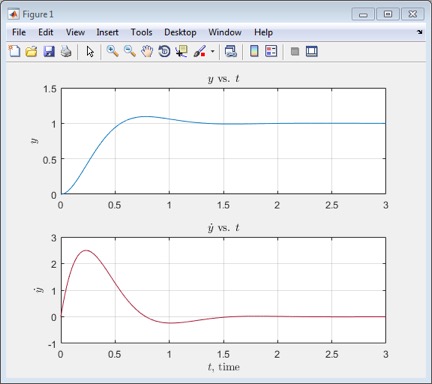 Figure 1
File Edit View Insert Tools Desktop Window Help
y vs. t
1.5
1
0.5
0
y
0 0.5 1 1.5 2 2.5 3
ẏ vs. t
3
2
1
0
-1
ẏ
0 0.5 1 1.5 2 2.5 3
t, time